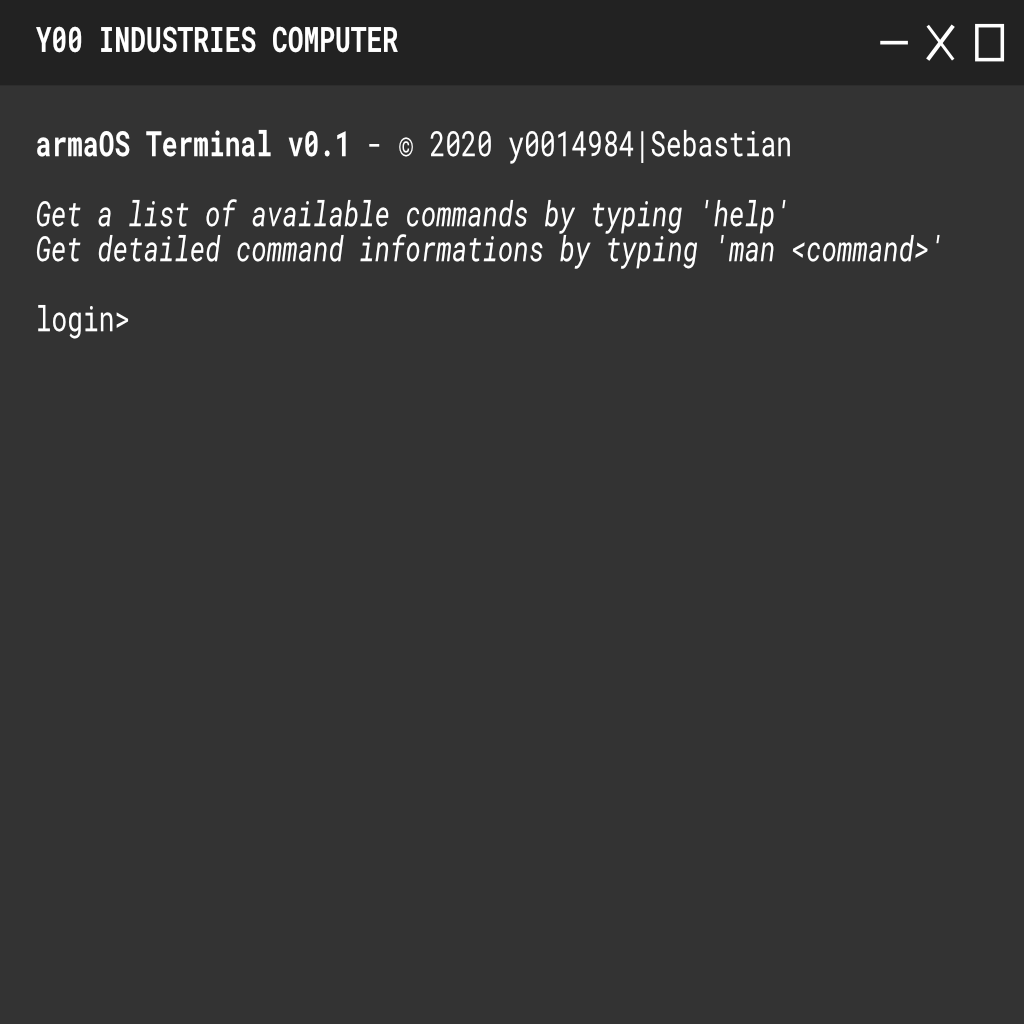 Y00 INDUSTRIES COMPUTER
armaOS Terminal v0.1 - © 2020 y0014984|Sebastian
Get a list of available commands by typing 'help'
Get detailed command informations by typing 'man <command>'
login>